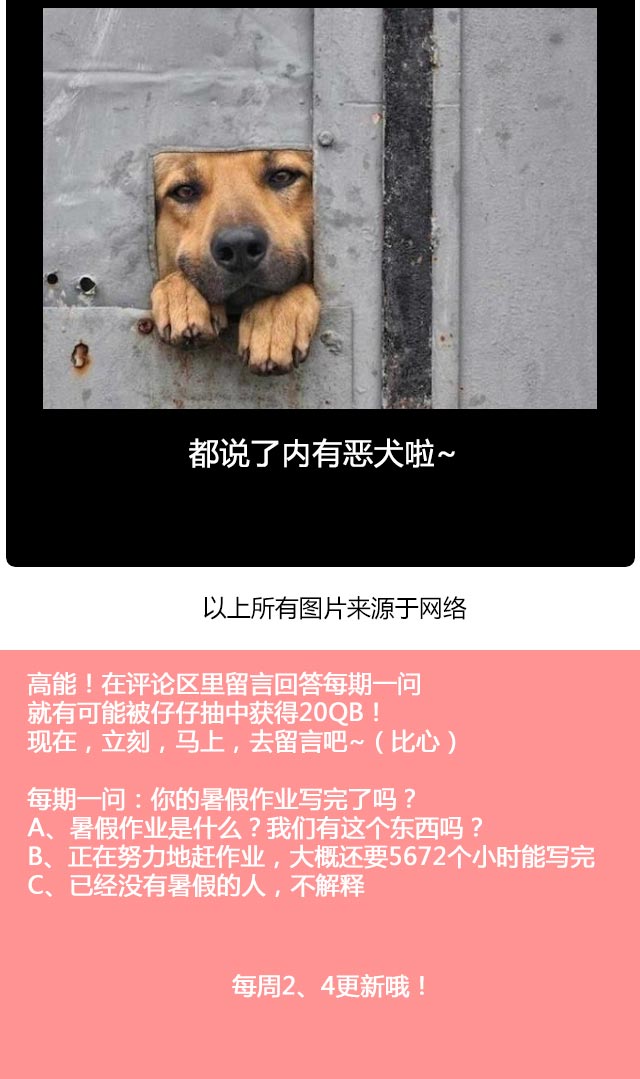 都说了内有恶犬啦~
以上所有图片来源于网络
高能！在评论区里留言回答每期一问
就有可能被仔仔抽中获得20QB！
现在，立刻，马上，去留言吧~（比心）
每期一问：你的暑假作业写完了吗？
A、暑假作业是什么？我们有这个东西吗？
B、正在努力地赶作业，大概还要5672个小时能写完
C、已经没有暑假的人，不解释
每周2、4更新哦！